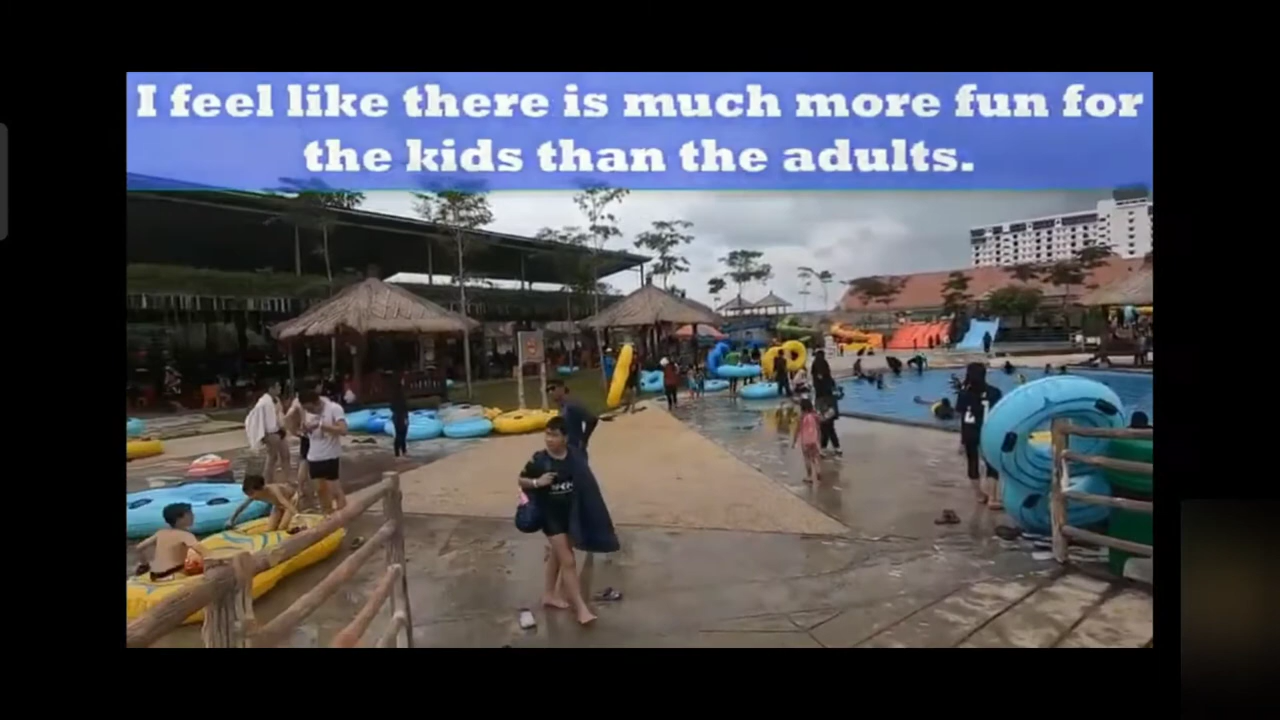 I feel like there is much more fun for
the kids than the adults.